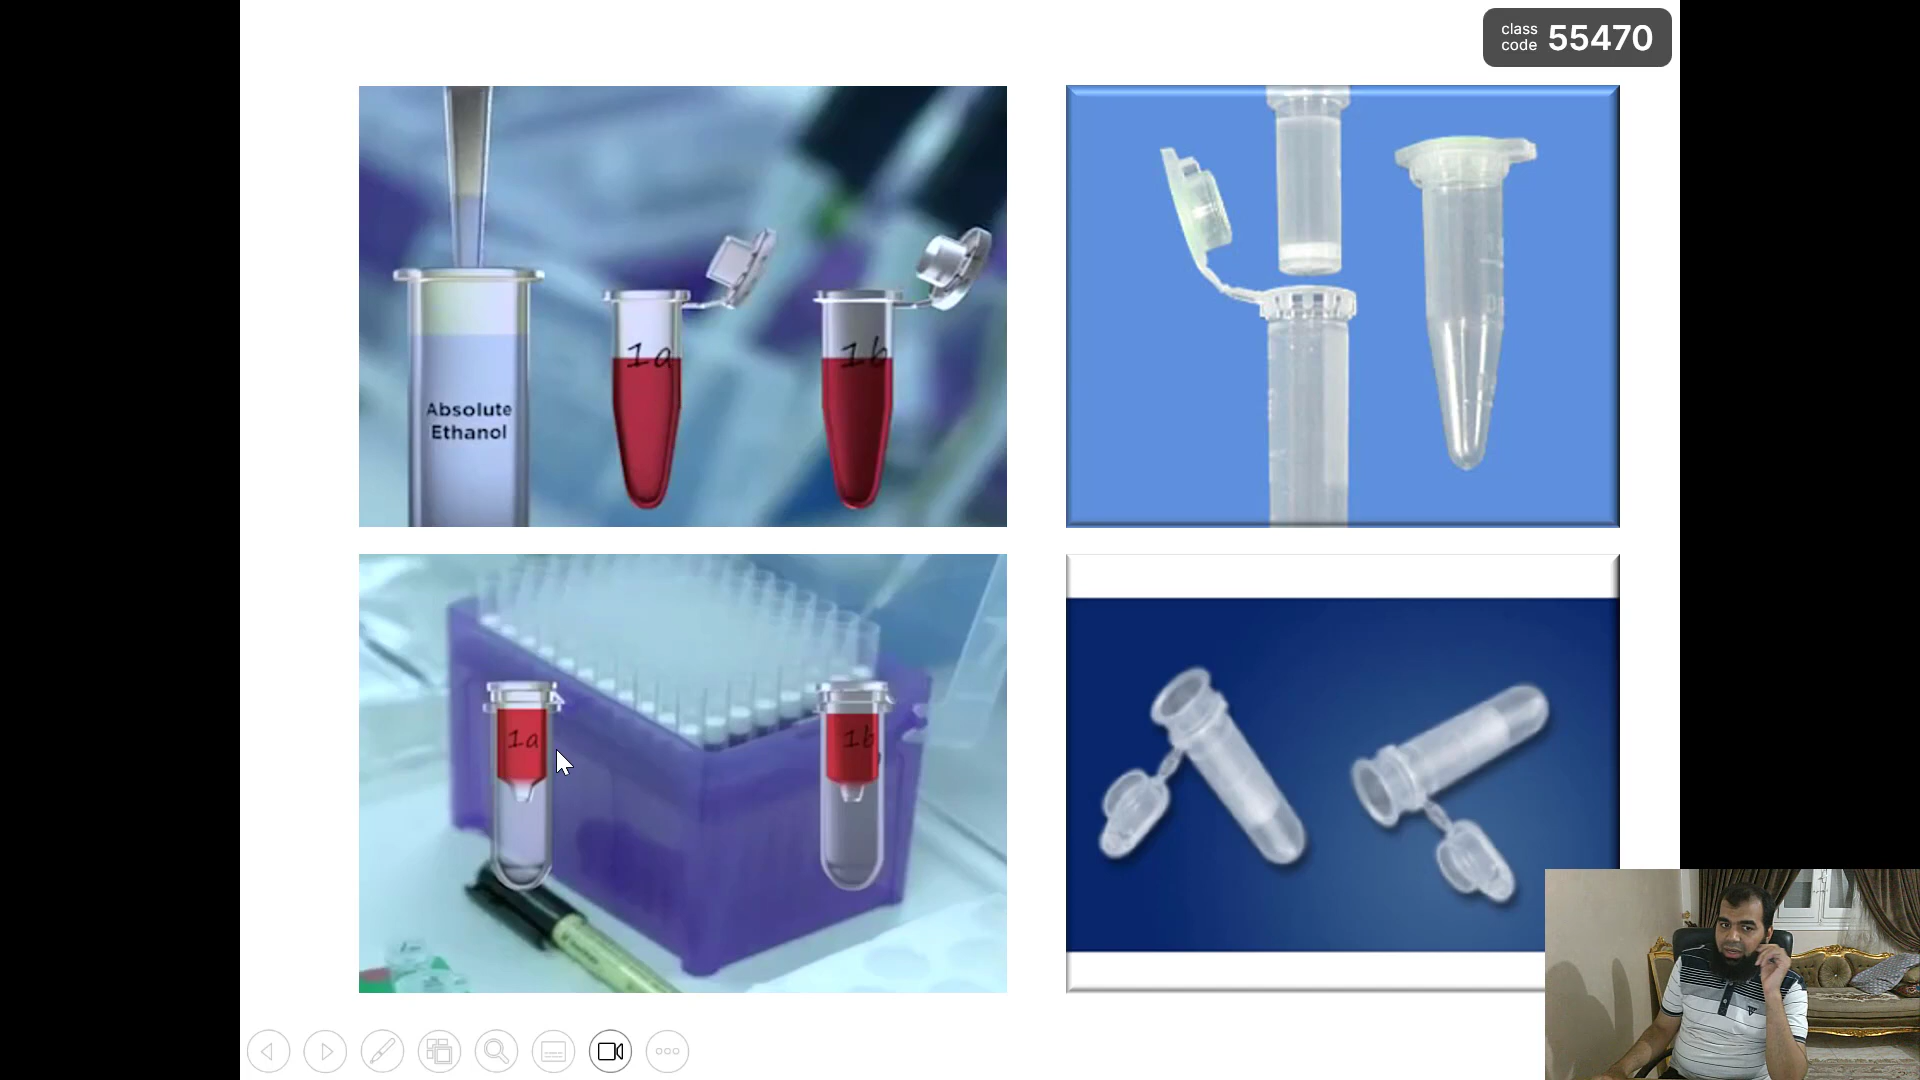 class
code 55470
Absolute
Ethanol
1a
1b
1a
1b